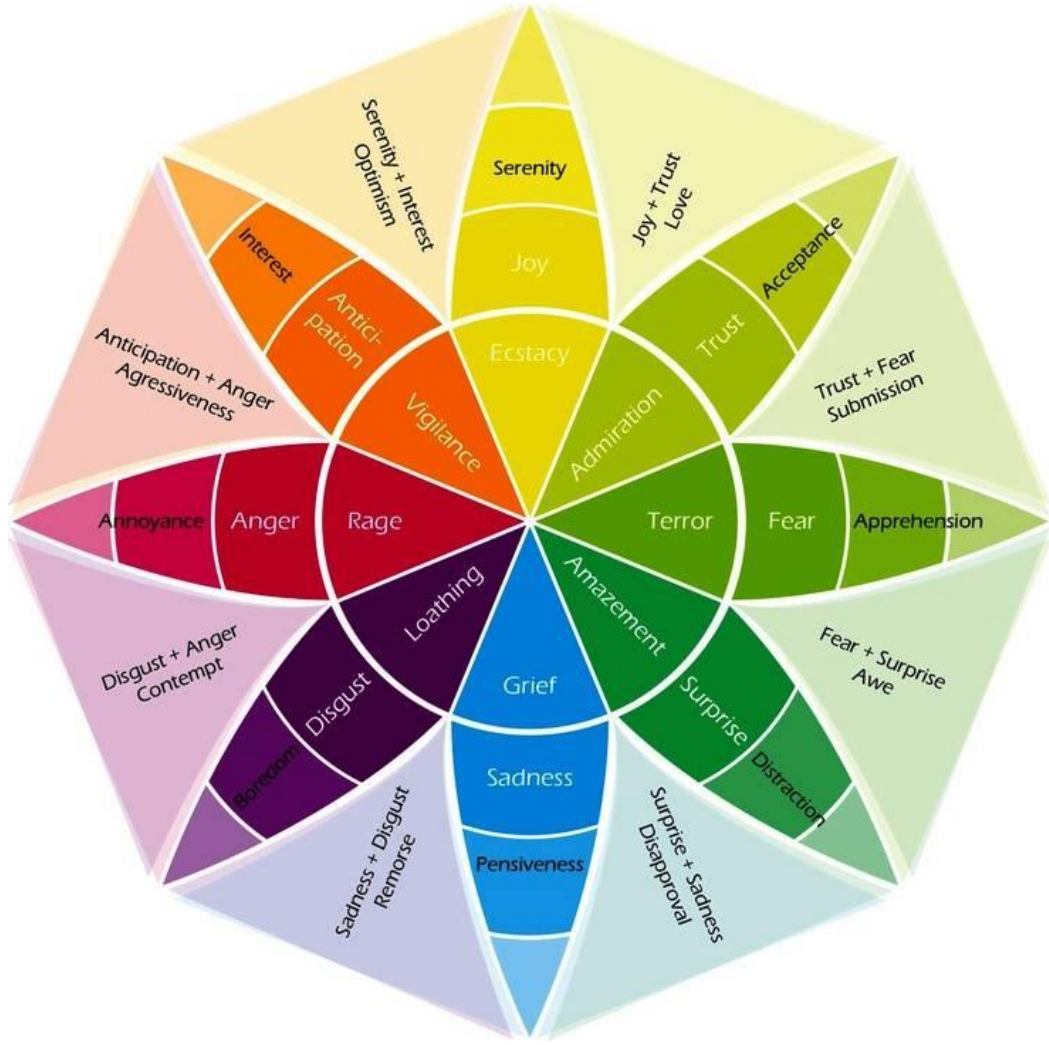 Serenity + Interest
Optimism
Serenity
Joy
Ecstacy
Joy + Trust
Love
Acceptance
Trust
Admiration
Trust + Fear
Submission
Terror
Fear
Apprehension
Fear + Surprise
Awe
Amazement
Surprise
Distraction
Surprise + Sadness
Disapproval
Grief
Sadness
Pensiveness
Sadness + Disgust
Remorse
Loathing
Disgust
Boredom
Disgust + Anger
Contempt
Rage
Anger
Annoyance
Anticipation + Anger
Agressiveness
Vigilance
Antici-
pation
Interest